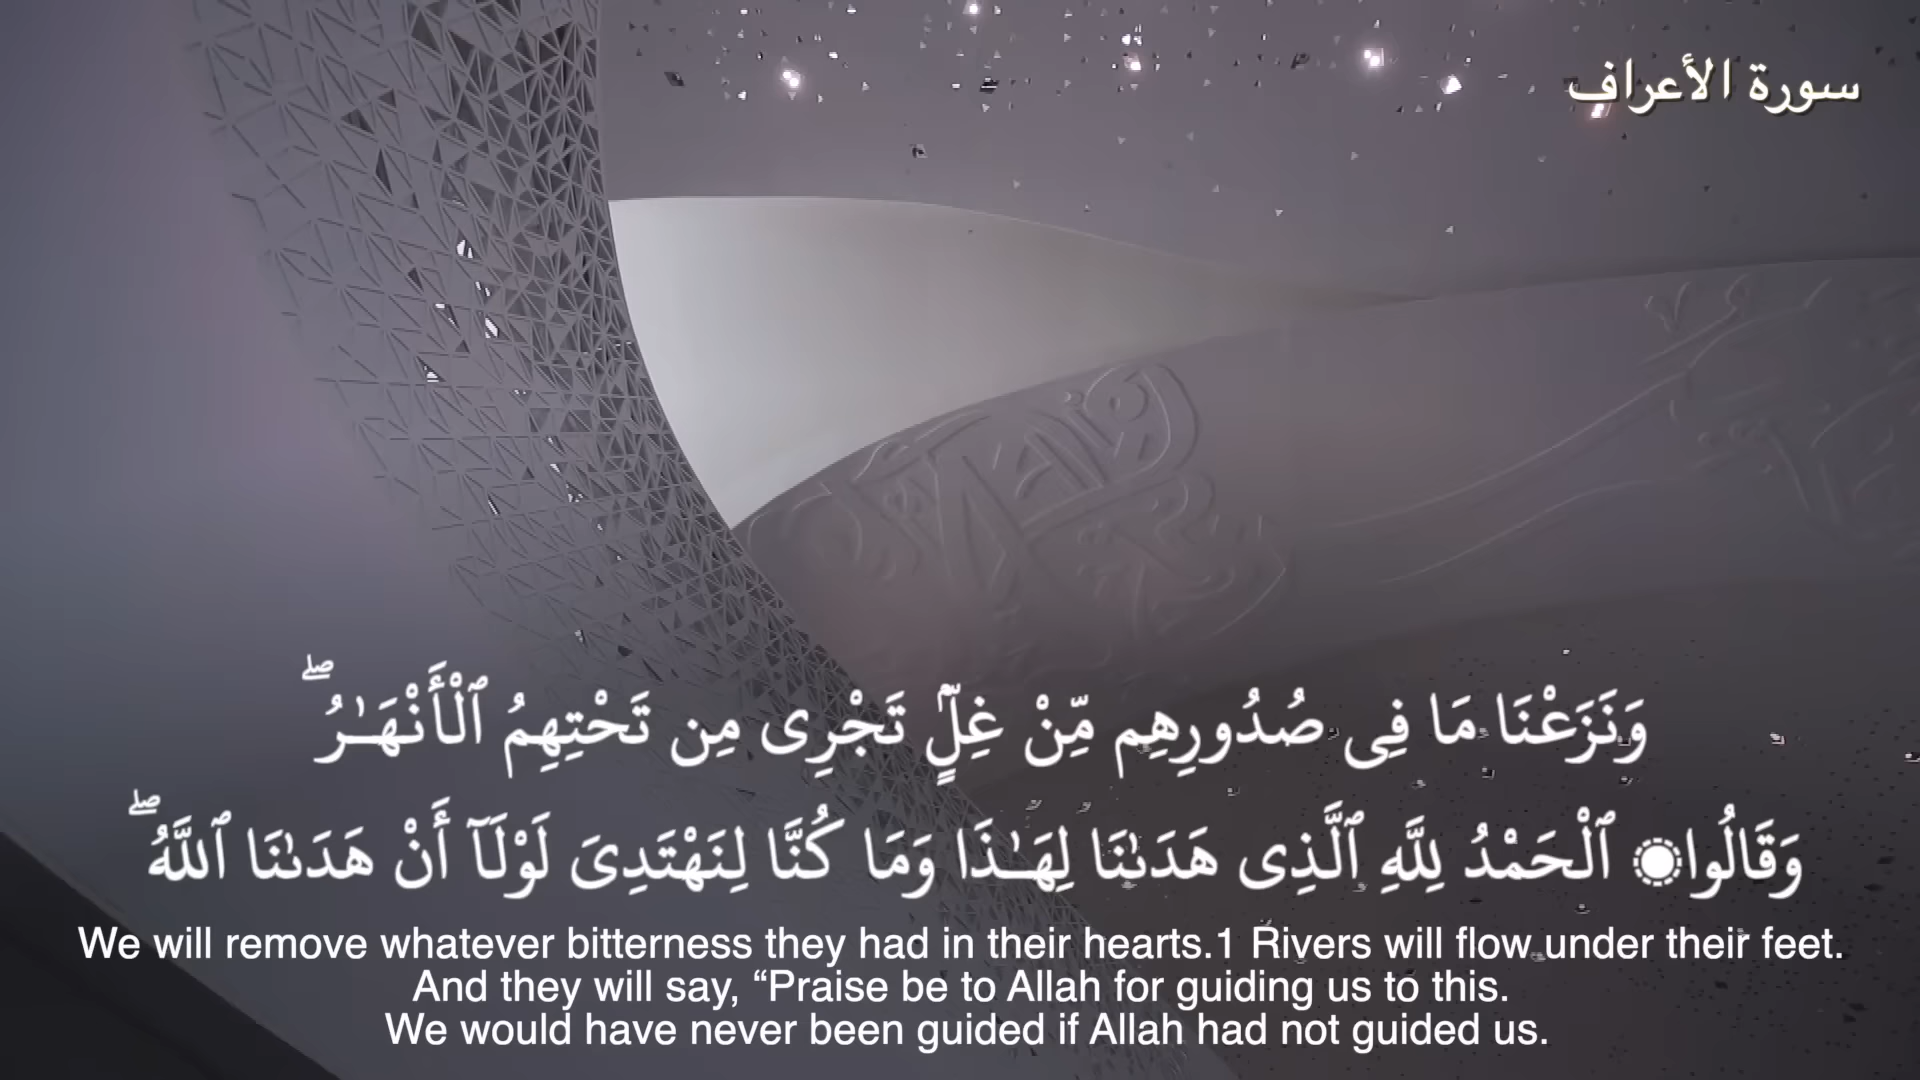 سورة الأعراف
وَنَزَعْنَا مَا فِى صُدُورِهِم مِّنْ غِلٍّۢ تَجْرِى مِن تَحْتِهِمُ ٱلْأَنْهَـٰرُ ۖ
وَقَالُوا۟ ٱلْحَمْدُ لِلَّهِ ٱلَّذِى هَدَىٰنَا لِهَـٰذَا وَمَا كُنَّا لِنَهْتَدِىَ لَوْلَآ أَنْ هَدَىٰنَا ٱللَّهُ ۖ
We will remove whatever bitterness they had in their hearts.1 Rivers will flow under their feet.
And they will say, “Praise be to Allah for guiding us to this.
We would have never been guided if Allah had not guided us.